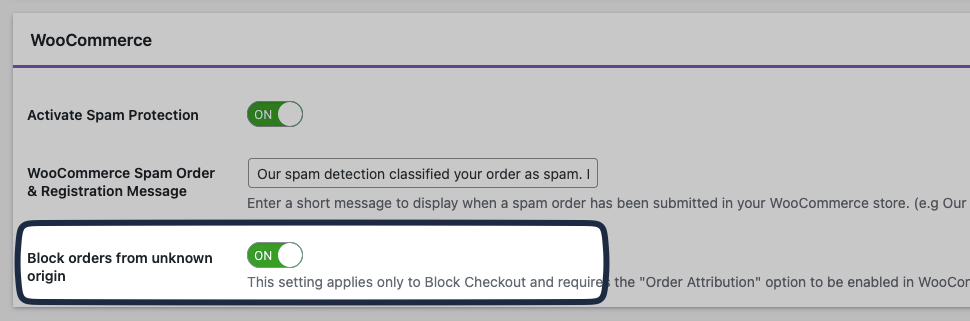 WooCommerce
Activate Spam Protection
ON
WooCommerce Spam Order
& Registration Message
Our spam detection classified your order as spam.
Enter a short message to display when a spam order has been submitted in your WooCommerce store. (e.g Our
Block orders from unknown
origin
ON
This setting applies only to Block Checkout and requires the "Order Attribution" option to be enabled in WooCom